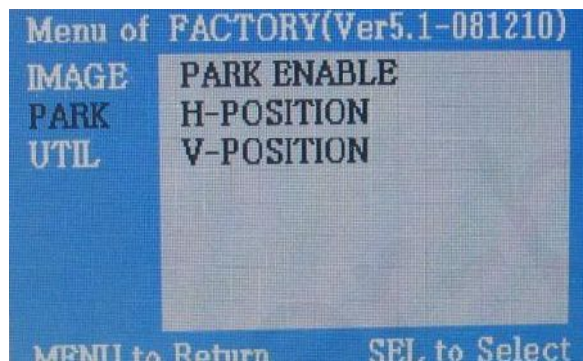 Menu of FACTORY(Ver5.1-081210)
IMAGE
PARK
UTIL
PARK ENABLE
H-POSITION
V-POSITION
MENU to Return
SEL to Select